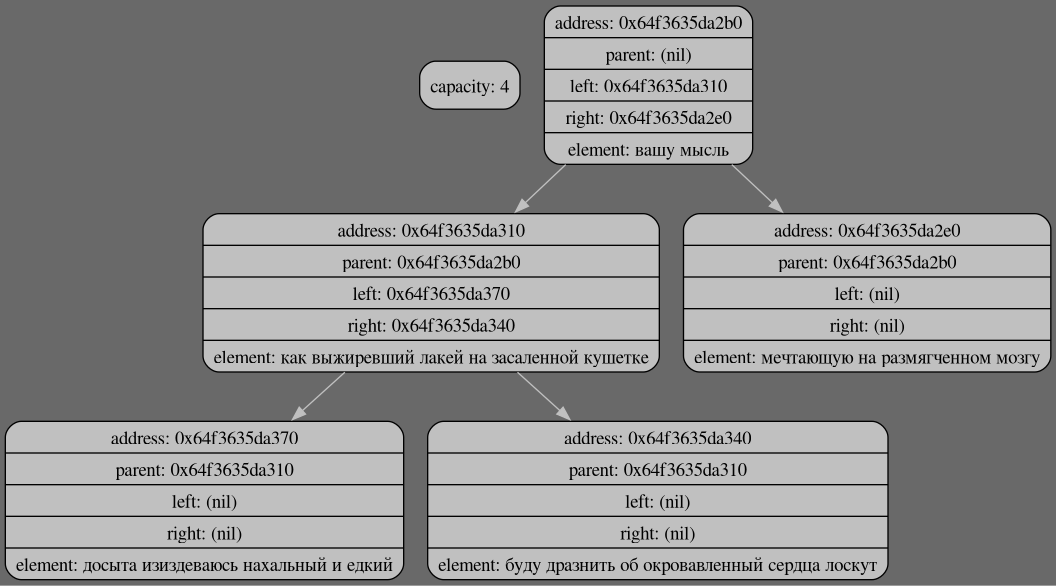 address: 0x64f3635da2b0
parent: (nil)
capacity: 4
left: 0x64f3635da310
right: 0x64f3635da2e0
element: вашу мысль
address: 0x64f3635da310
parent: 0x64f3635da2b0
left: 0x64f3635da370
right: 0x64f3635da340
element: как выжиревший лакей на засаленной кушетке
address: 0x64f3635da2e0
parent: 0x64f3635da2b0
left: (nil)
right: (nil)
element: мечтающую на размягченном мозгу
address: 0x64f3635da370
parent: 0x64f3635da310
left: (nil)
right: (nil)
element: досыта изиздеваюсь нахальный и едкий
address: 0x64f3635da340
parent: 0x64f3635da310
left: (nil)
right: (nil)
element: буду дразнить об окровавленный сердца лоскут